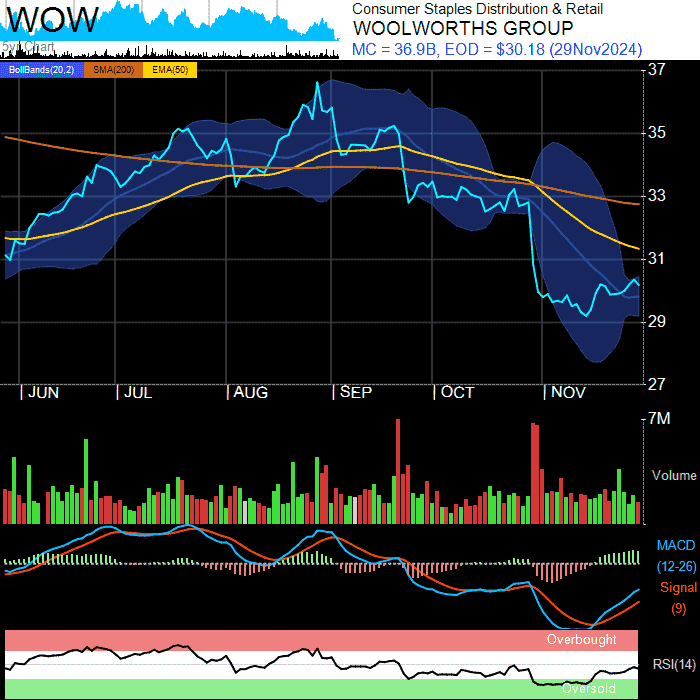 WOW
5yr Chart
Consumer Staples Distribution & Retail
WOOLWORTHS GROUP
MC = 36.9B, EOD = $30.18 (29Nov2024)
BollBands(20,2) SMA(200) EMA(50)
37
35
33
31
29
27
JUN JUL AUG SEP OCT NOV
7M
Volume
MACD
(12-26)
Signal
(9)
Overbought
RSI(14)
Oversold